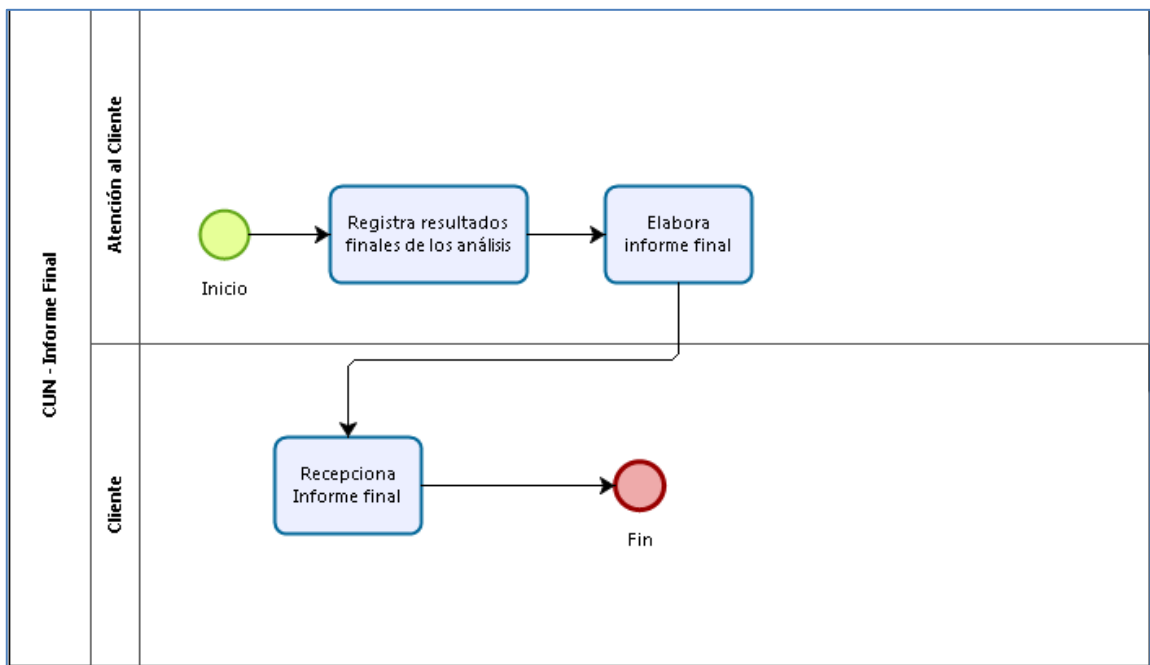 CUN - Informe Final
Atención al Cliente
Inicio
Registra resultados
finales de los análisis
Elabora
informe final
Cliente
Recepciona
Informe final
Fin